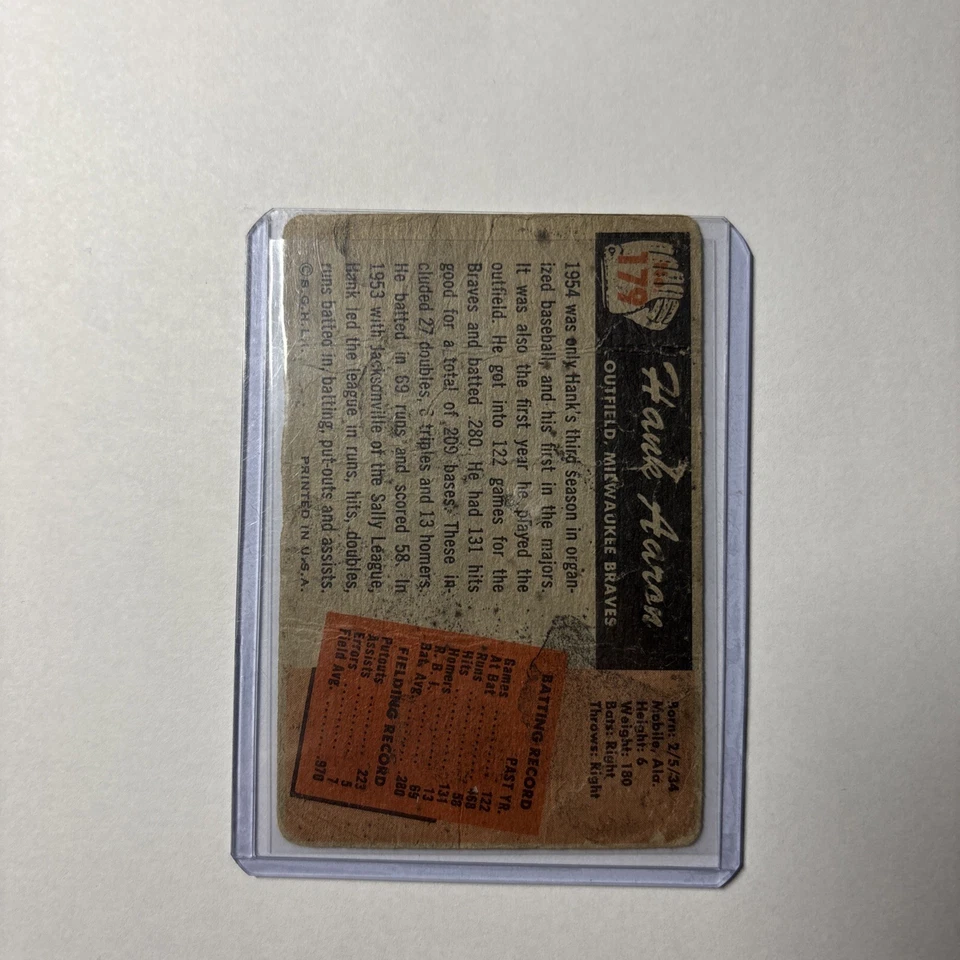 179
Hank Aaron
OUTFIELD, MILWAUKEE BRAVES
Born: 2/5/34
Mobile, Ala.
Height: 6
Weight: 180
Bats: Right
Throws: Right
1954 was only Hank's third season in organ-
ized baseball, and his first in the majors.
It was also the first year he played the
outfield. He got into 122 games for the
Braves and batted .280. He had 131 hits
good for a total of 209 bases. These in-
cluded 27 doubles, triples and 13 homers.
He batted in 69 runs and scored 58. In
1953 with Jacksonville of the Sally League,
Hank led the league in runs, hits, doubles,
runs batted in, batting, put-outs and assists.
©B.G.H.L.I.
PRINTED IN U.S.A.
BATTING RECORD
PAST YR.
Games 122
At Bat 468
Runs 58
Hits 131
Homers 13
R. B. I. 69
Bat. Avg. .280
FIELDING RECORD
Putouts 223
Assists 5
Errors 7
Field Avg. .970